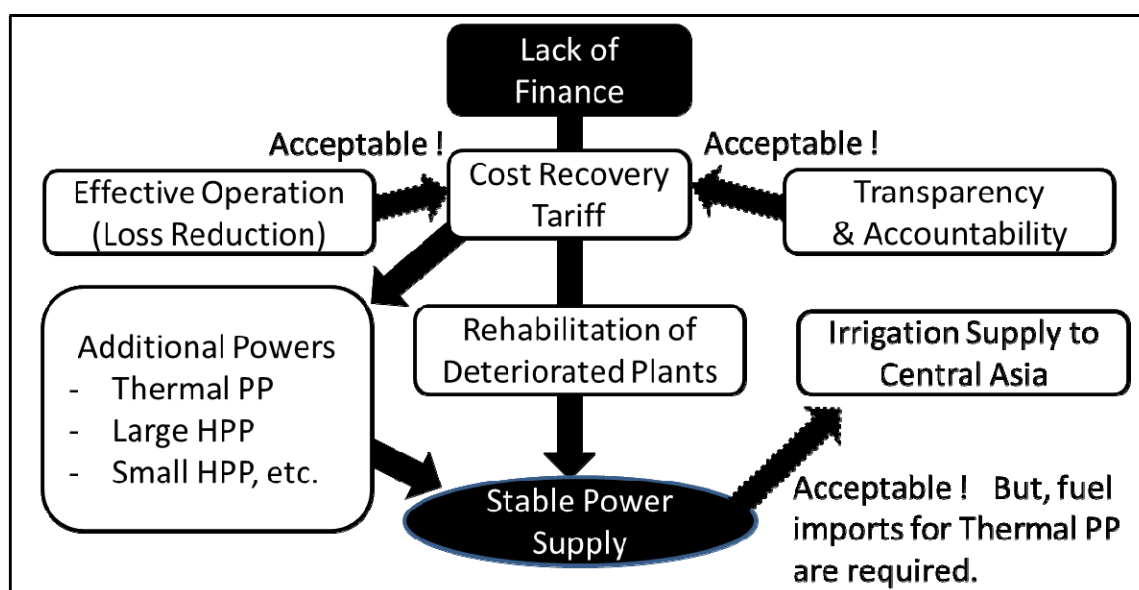 Lack of
Finance
Acceptable !
Acceptable !
Effective Operation
(Loss Reduction)
Cost Recovery
Tariff
Transparency
& Accountability
Additional Powers
- Thermal PP
- Large HPP
- Small HPP, etc.
Rehabilitation of
Deteriorated Plants
Irrigation Supply to
Central Asia
Stable Power
Supply
Acceptable ! But, fuel
imports for Thermal PP
are required.